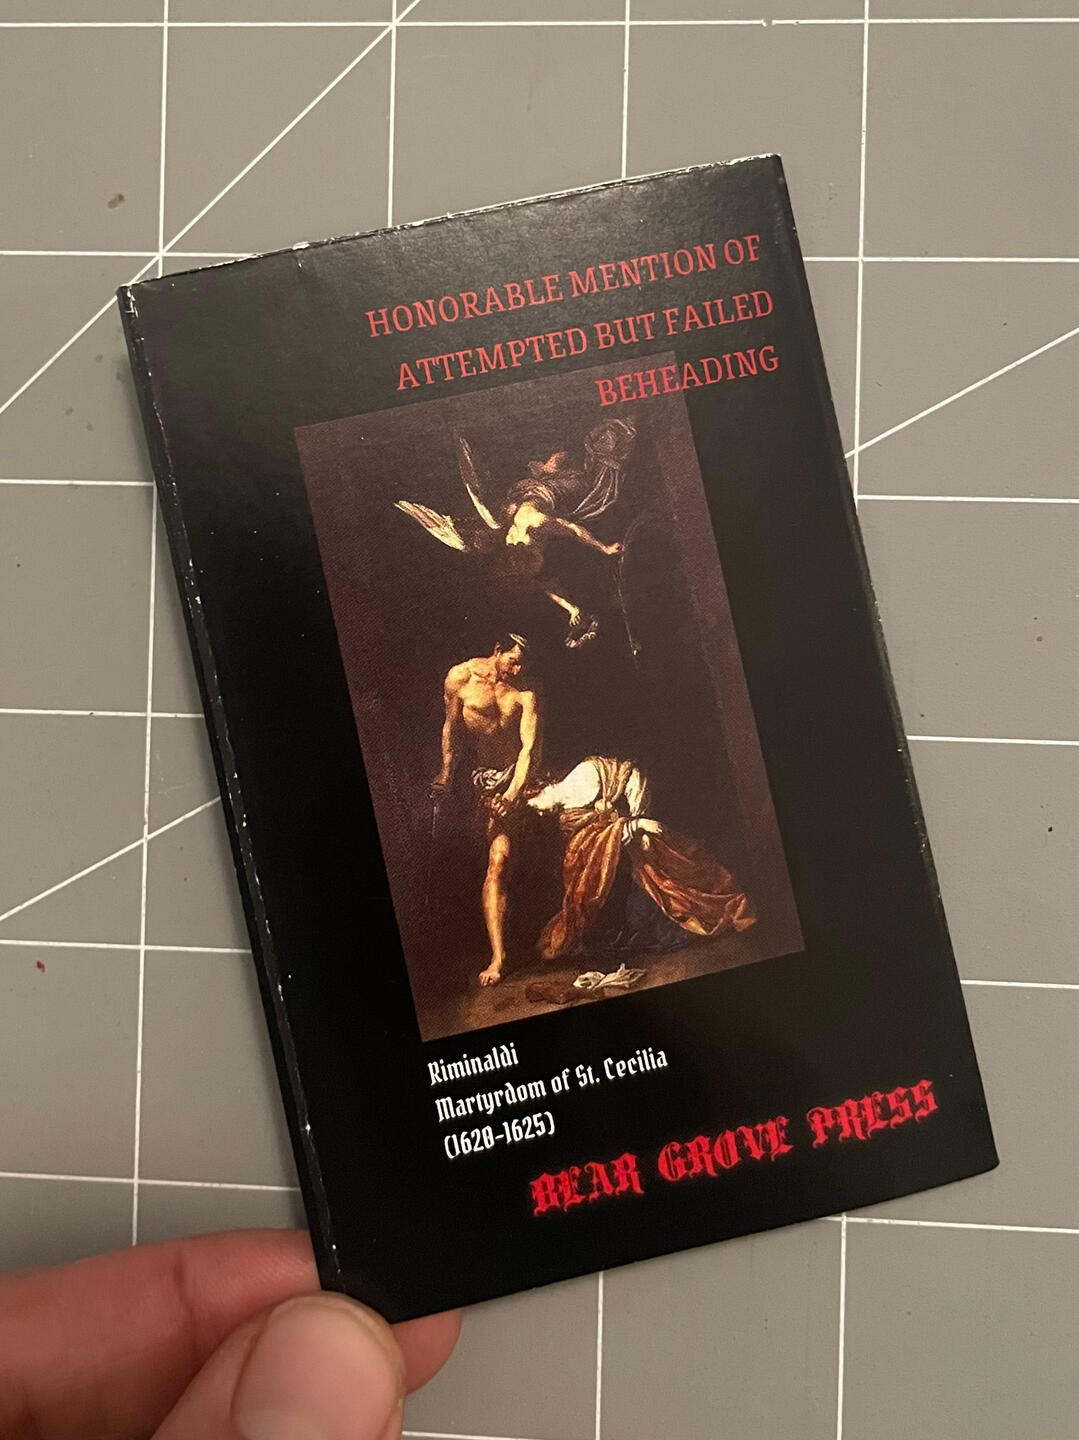 HONORABLE MENTION OF
ATTEMPTED BUT FAILED
BEHEADING
Riminaldi
Martyrdom of St. Cecilia
(1620-1625)
BEAR GROVE PRESS